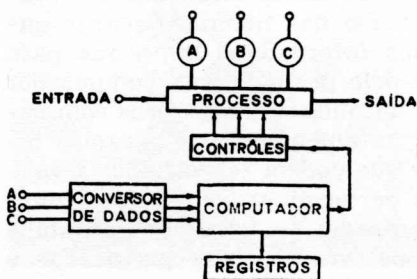 A B C
ENTRADA PROCESSO SAÍDA
CONTRÔLES
A
B
C
CONVERSOR
DE DADOS
COMPUTADOR
REGISTROS